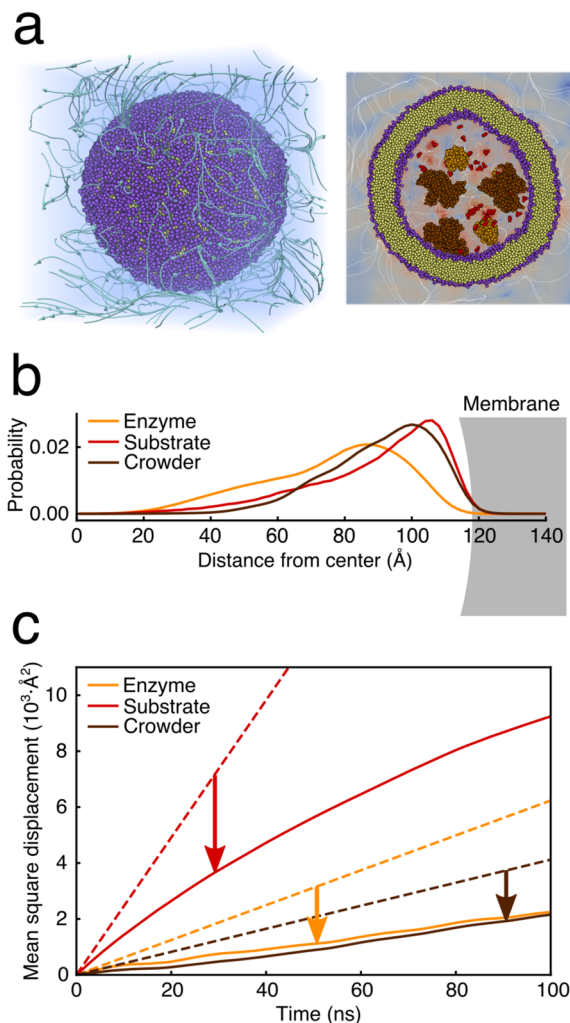 a
b
Enzyme
Substrate
Crowder
Membrane
Probability
0.02
0.00
0 20 40 60 80 100 120 140
Distance from center (Å)
c
Enzyme
Substrate
Crowder
Mean square displacement (10³·Å²)
10
8
6
4
2
0
0 20 40 60 80 100
Time (ns)